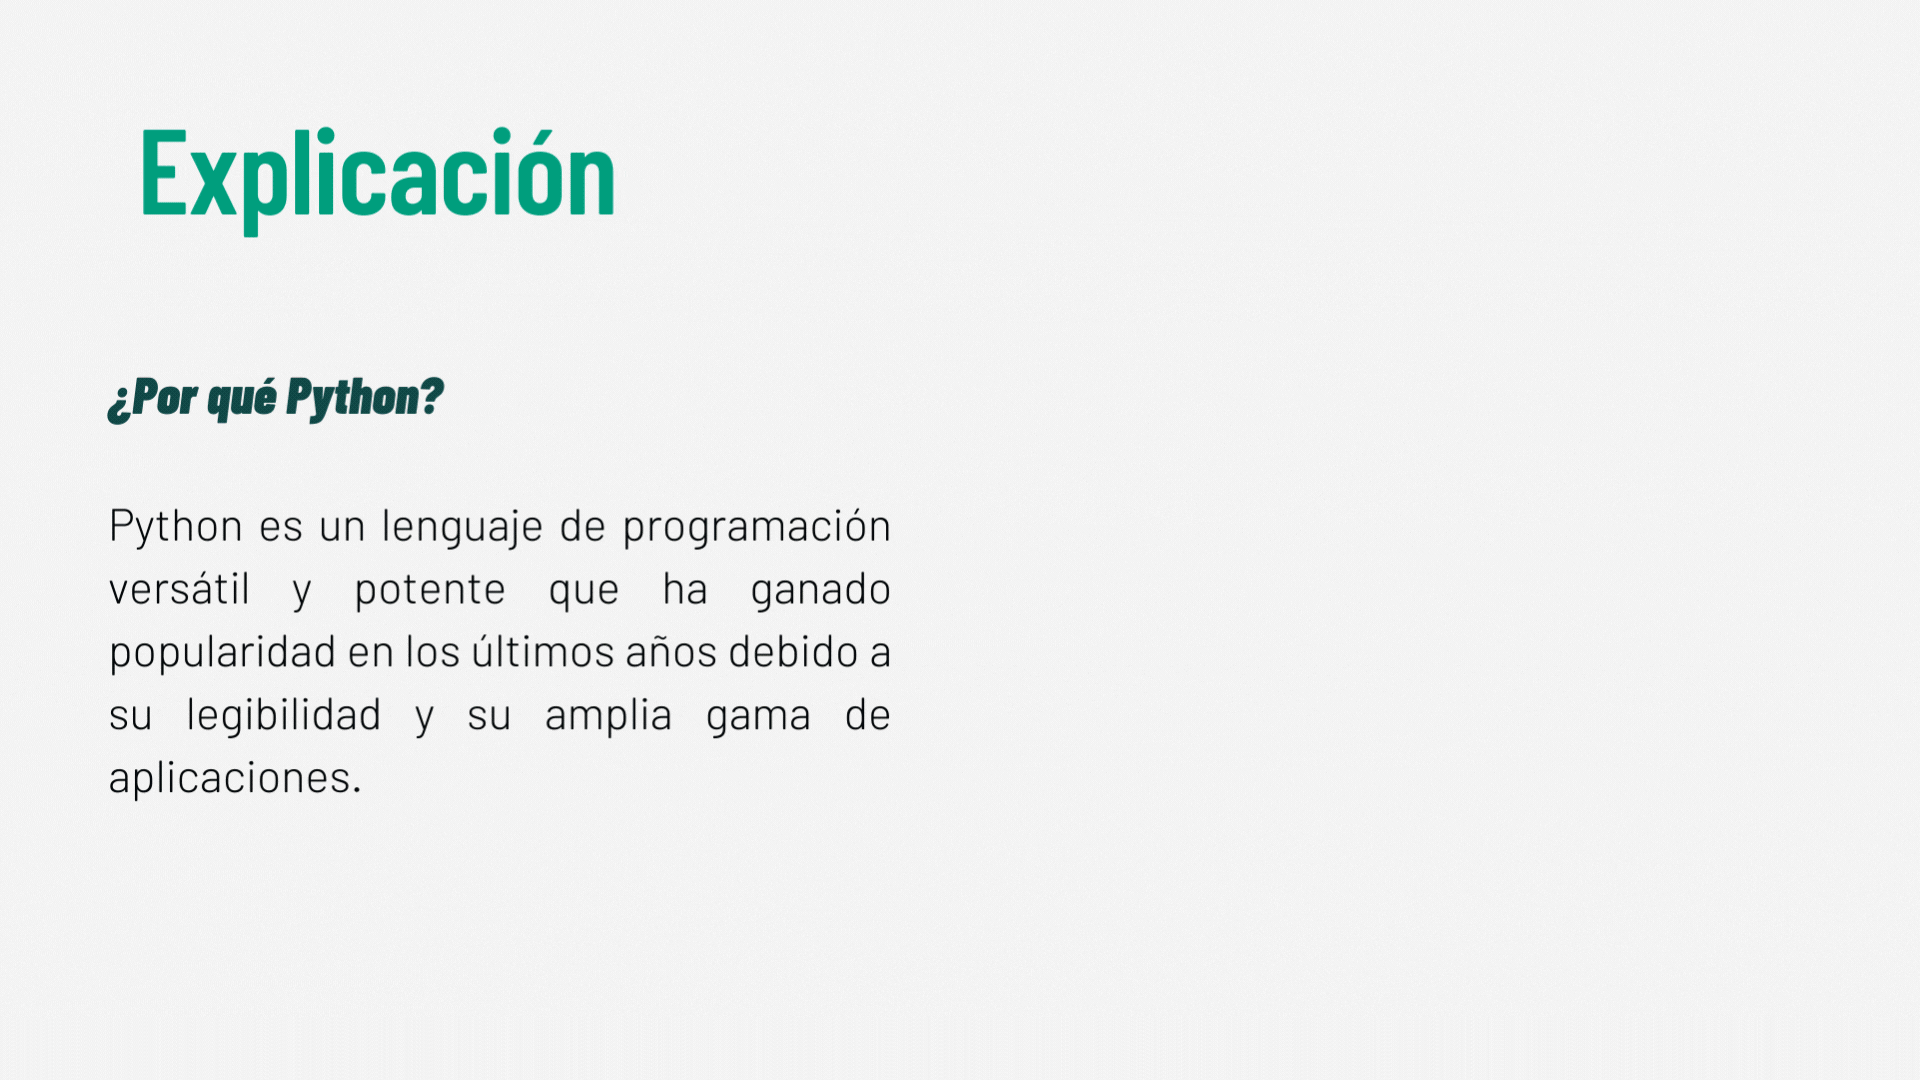 Explicación
¿Por qué Python?
Python es un lenguaje de programación
versátil y potente que ha ganado
popularidad en los últimos años debido a
su legibilidad y su amplia gama de
aplicaciones.